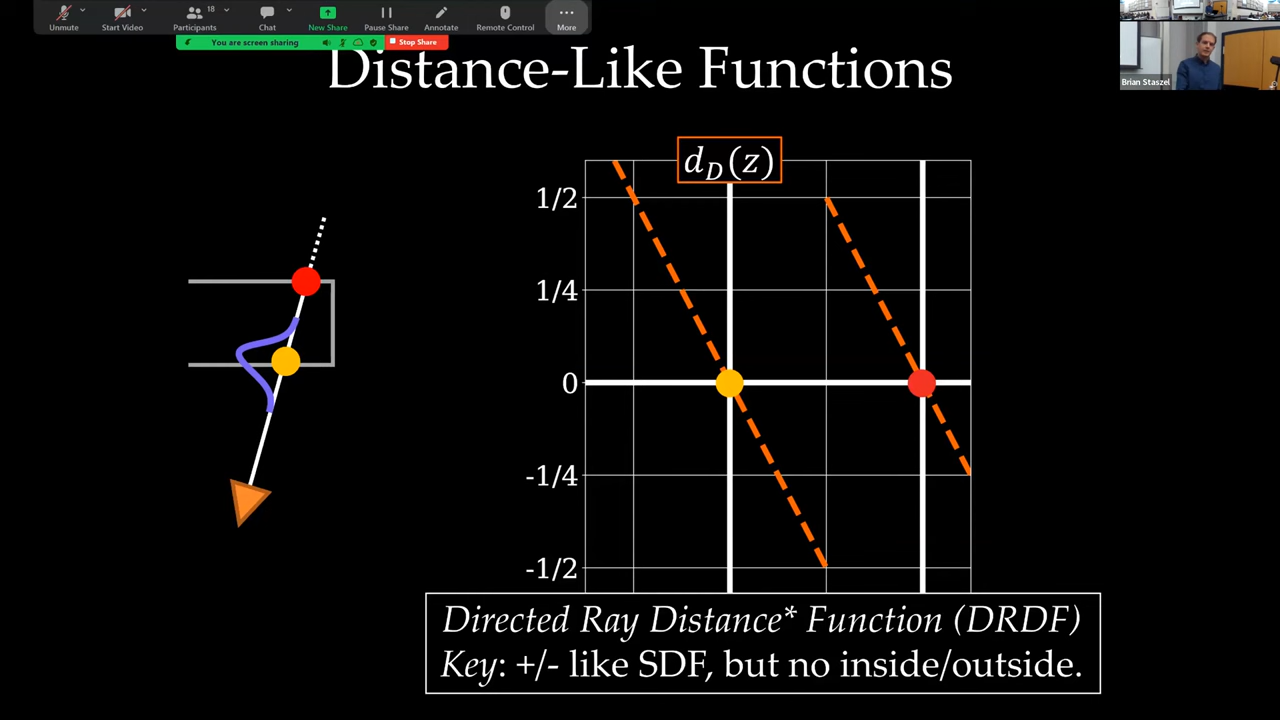 Unmute
Start Video
Participants
18
Chat
New Share
Pause Share
Annotate
Remote Control
More
You are screen sharing
Stop Share
Brian Staszel
Distance-Like Functions
d_D(z)
1/2
1/4
0
-1/4
-1/2
Directed Ray Distance* Function (DRDF)
Key: +/- like SDF, but no inside/outside.